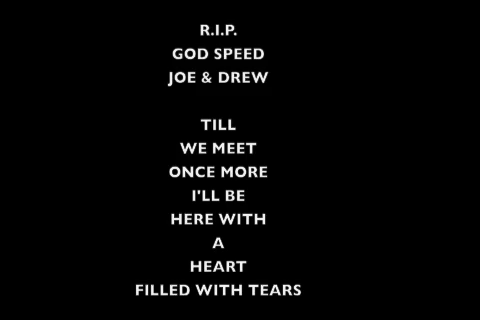 R.I.P.
GOD SPEED
JOE & DREW
TILL
WE MEET
ONCE MORE
I'LL BE
HERE WITH
A
HEART
FILLED WITH TEARS